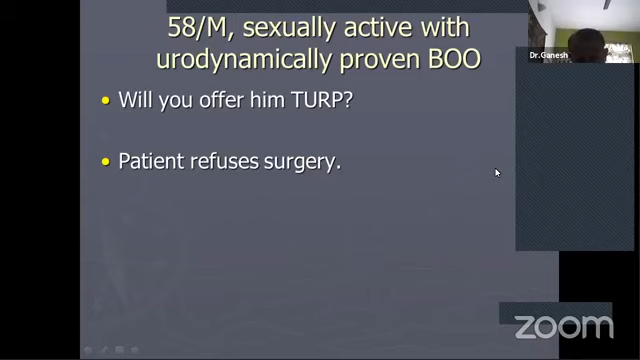 58/M, sexually active with
urodynamically proven BOO
Dr.Ganesh
• Will you offer him TURP?
• Patient refuses surgery.
zoom